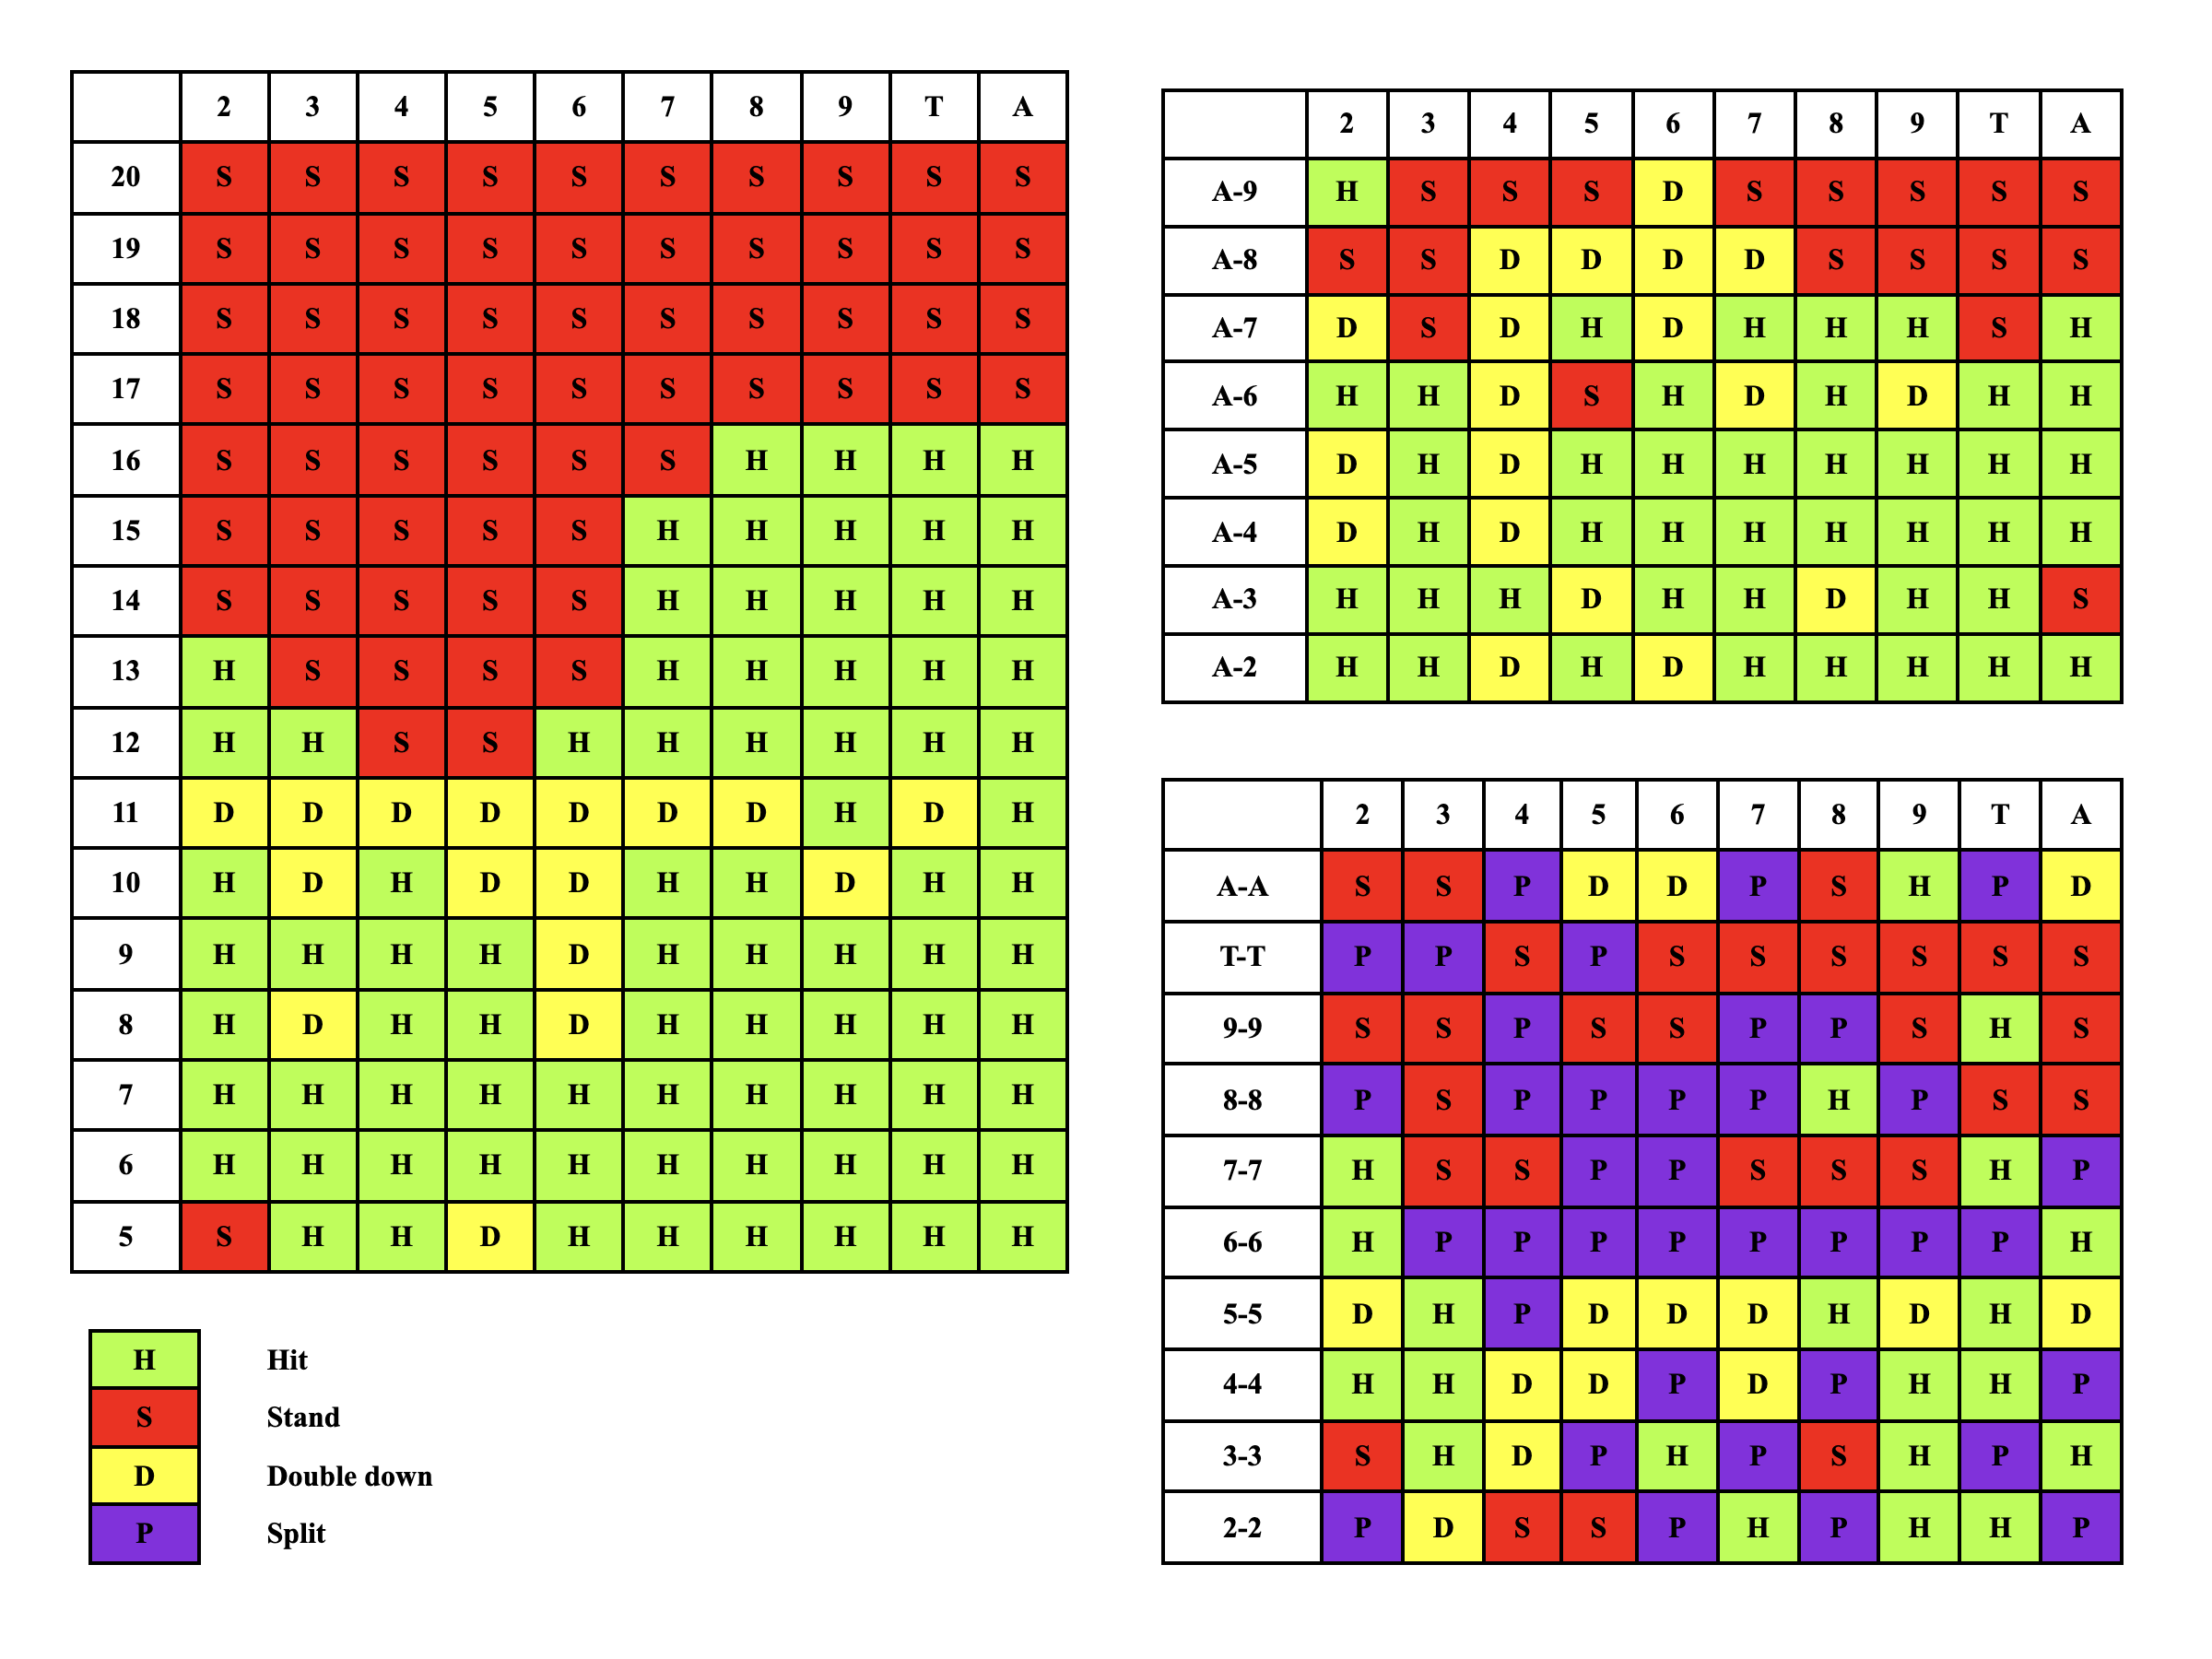 2 3 4 5 6 7 8 9 T A
20 S S S S S S S S S S
19 S S S S S S S S S S
18 S S S S S S S S S S
17 S S S S S S S S S S
16 S S S S S S H H H H
15 S S S S S H H H H H
14 S S S S S H H H H H
13 H S S S S H H H H H
12 H H S S H H H H H H
11 D D D D D D D H D H
10 H D H D D H H D H H
9 H H H H D H H H H H
8 H D H H D H H H H H
7 H H H H H H H H H H
6 H H H H H H H H H H
5 S H H D H H H H H H
H Hit
S Stand
D Double down
P Split
2 3 4 5 6 7 8 9 T A
A-9 H S S S D S S S S S
A-8 S S D D D D S S S S
A-7 D S D H D H H H S H
A-6 H H D S H D H D H H
A-5 D H D H H H H H H H
A-4 D H D H H H H H H H
A-3 H H H D H H D H H S
A-2 H H D H D H H H H H
2 3 4 5 6 7 8 9 T A
A-A S S P D D P S H P D
T-T P P S P S S S S S S
9-9 S S P S S P P S H S
8-8 P S P P P P H P S S
7-7 H S S P P S S S H P
6-6 H P P P P P P P P H
5-5 D H P D D D H D H D
4-4 H H D D P D P H H P
3-3 S H D P H P S H P H
2-2 P D S S P H P H H P